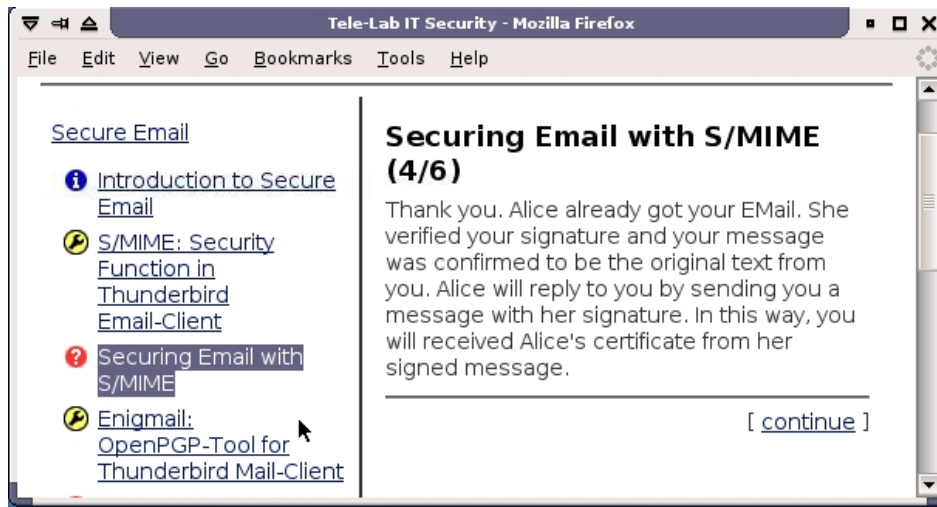 Tele-Lab IT Security - Mozilla Firefox
File Edit View Go Bookmarks Tools Help
Secure Email
Introduction to Secure
Email
S/MIME: Security
Function in
Thunderbird
Email-Client
Securing Email with
S/MIME
Enigmail:
OpenPGP-Tool for
Thunderbird Mail-Client
Securing Email with S/MIME
(4/6)
Thank you. Alice already got your EMail. She
verified your signature and your message
was confirmed to be the original text from
you. Alice will reply to you by sending you a
message with her signature. In this way, you
will received Alice's certificate from her
signed message.
[ continue ]